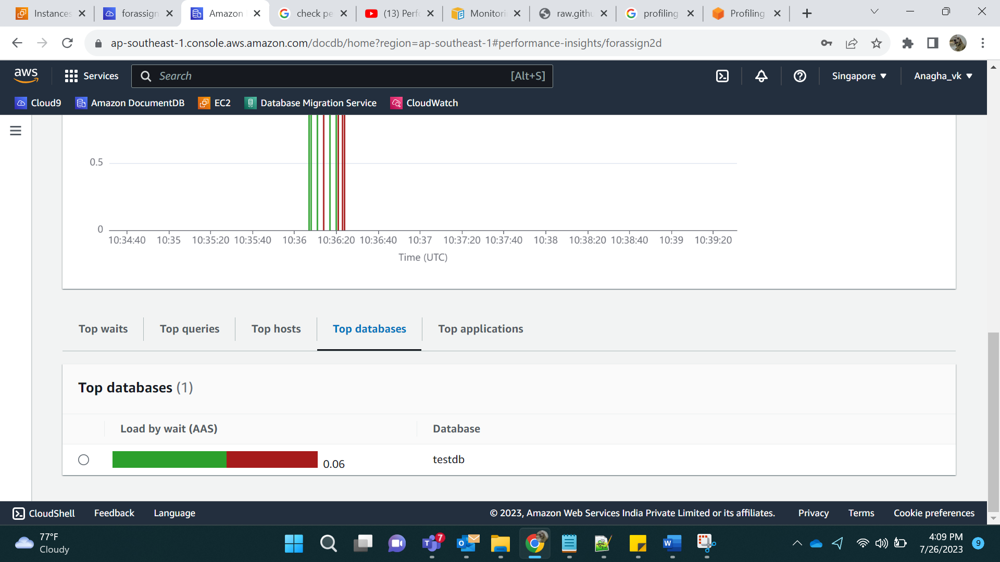 Instances
forassign
Amazon
check pe
(13) Perf
Monitori
raw.githu
profiling
Profiling
ap-southeast-1.console.aws.amazon.com/docdb/home?region=ap-southeast-1#performance-insights/forassign2d
aws
Services
Search
[Alt+S]
Singapore
Anagha_vk
Cloud9
Amazon DocumentDB
EC2
Database Migration Service
CloudWatch
0.5
0
10:34:40 10:35 10:35:20 10:35:40 10:36 10:36:20 10:36:40 10:37 10:37:20 10:37:40 10:38 10:38:20 10:38:40 10:39 10:39:20
Time (UTC)
Top waits
Top queries
Top hosts
Top databases
Top applications
Top databases (1)
Load by wait (AAS)
Database
0.06
testdb
CloudShell
Feedback
Language
© 2023, Amazon Web Services India Private Limited or its affiliates.
Privacy
Terms
Cookie preferences
77°F
Cloudy
7
4:09 PM
7/26/2023
9